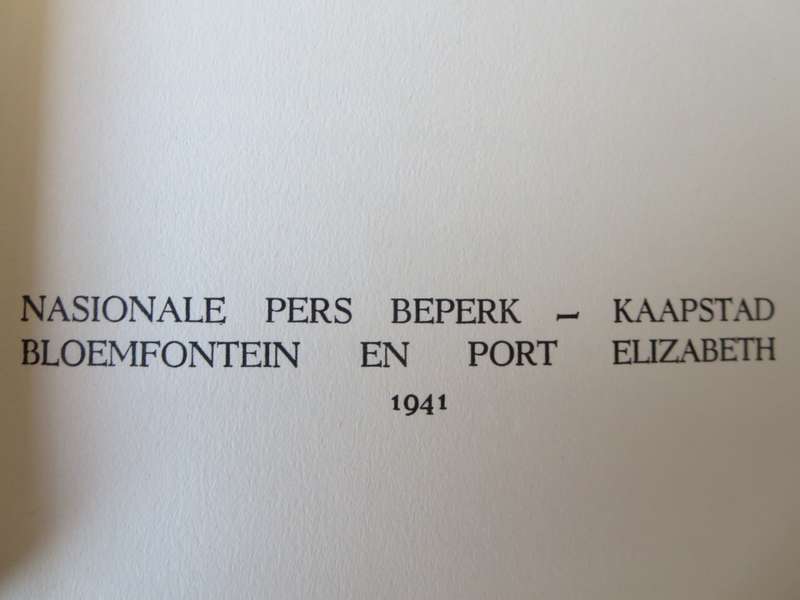 NASIONALE PERS BEPERK – KAAPSTAD
BLOEMFONTEIN EN PORT ELIZABETH
1941